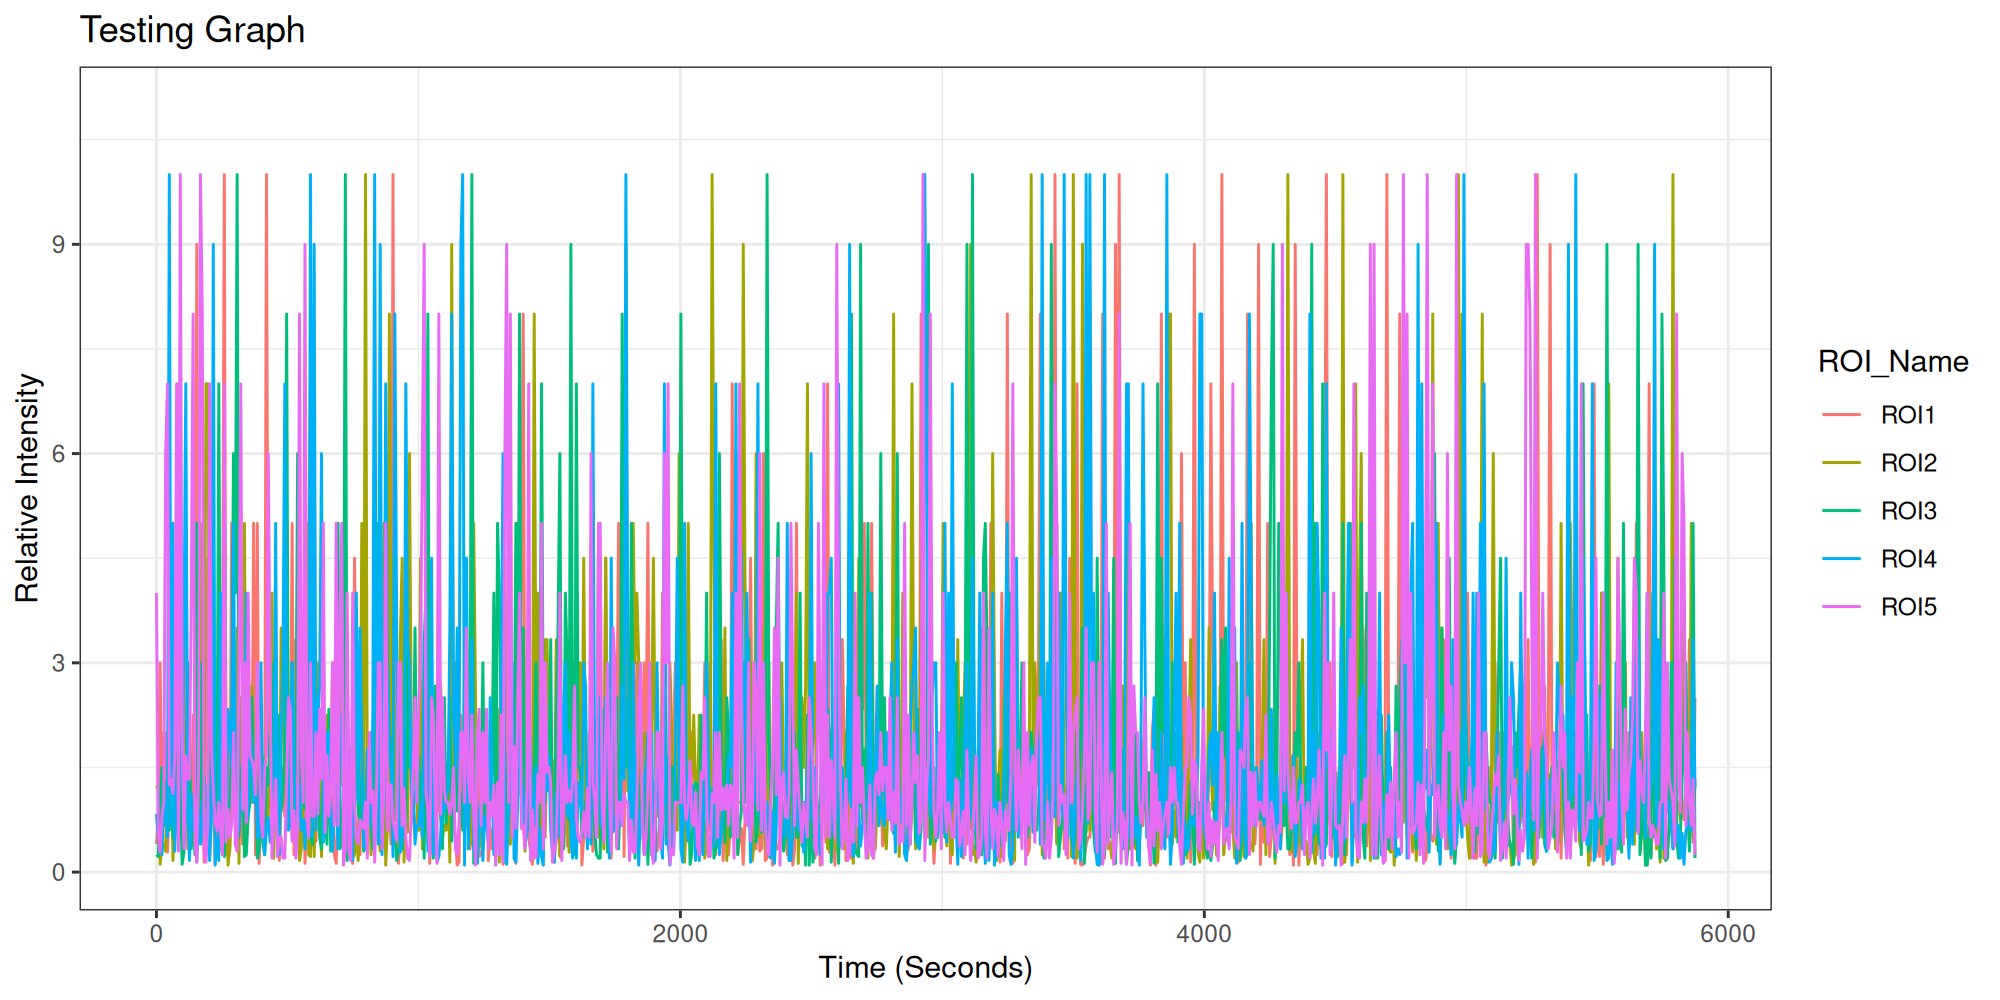 Testing Graph
Relative Intensity
9
6
3
0
0 2000 4000 6000
Time (Seconds)
ROI_Name
ROI1
ROI2
ROI3
ROI4
ROI5